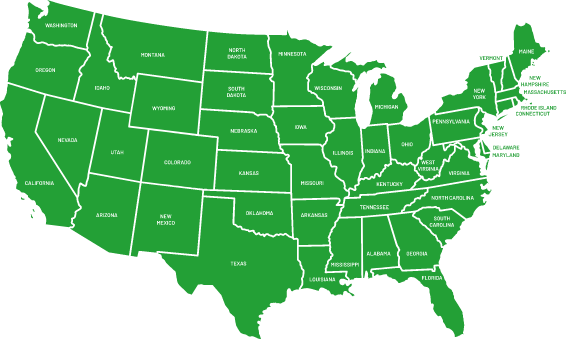 WASHINGTON
OREGON
CALIFORNIA
NEVADA
IDAHO
MONTANA
WYOMING
UTAH
COLORADO
ARIZONA
NEW
MEXICO
NORTH
DAKOTA
SOUTH
DAKOTA
NEBRASKA
KANSAS
OKLAHOMA
TEXAS
MINNESOTA
IOWA
MISSOURI
ARKANSAS
LOUISIANA
WISCONSIN
ILLINOIS
MICHIGAN
INDIANA
OHIO
KENTUCKY
TENNESSEE
MISSISSIPPI
ALABAMA
GEORGIA
FLORIDA
SOUTH
CAROLINA
NORTH CAROLINA
VIRGINIA
WEST
VIRGINIA
PENNSYLVANIA
NEW
YORK
VERMONT
MAINE
NEW
HAMPSHIRE
MASSACHUSETTS
RHODE ISLAND
CONNECTICUT
NEW
JERSEY
DELAWARE
MARYLAND